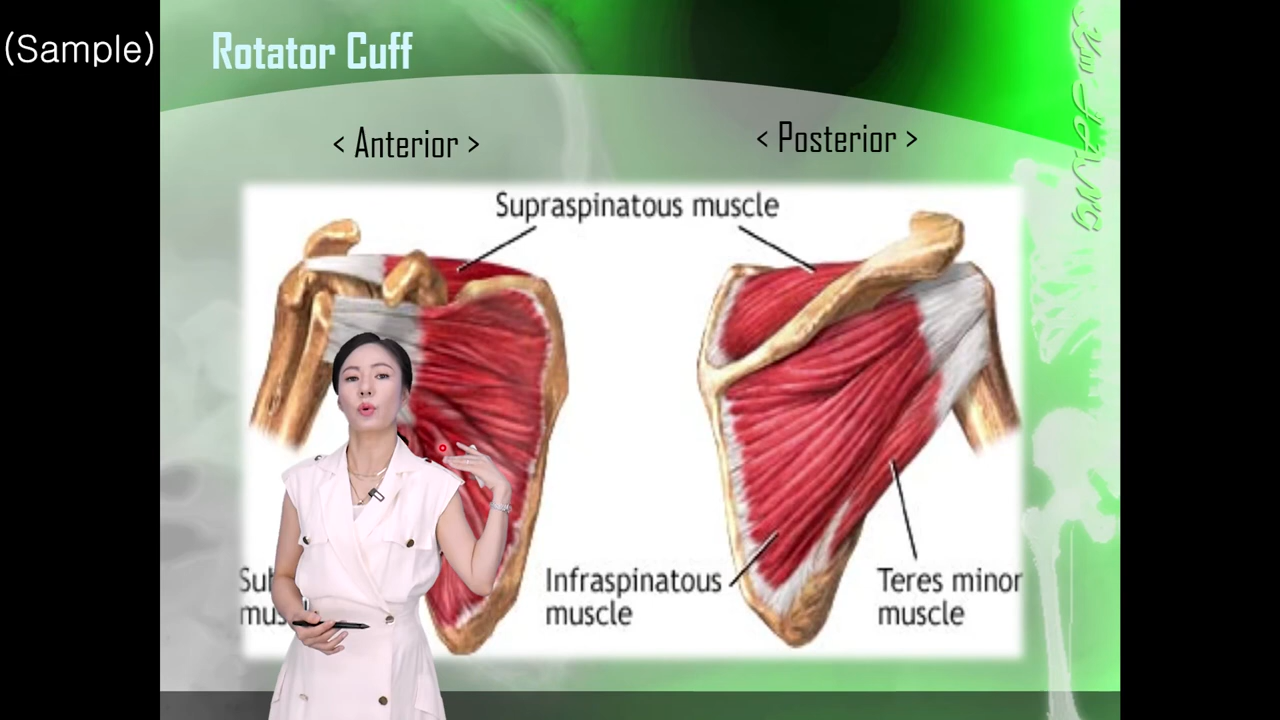 (Sample)
Rotator Cuff
< Anterior >
< Posterior >
Supraspinatous muscle
Infraspinatous
muscle
Teres minor
muscle